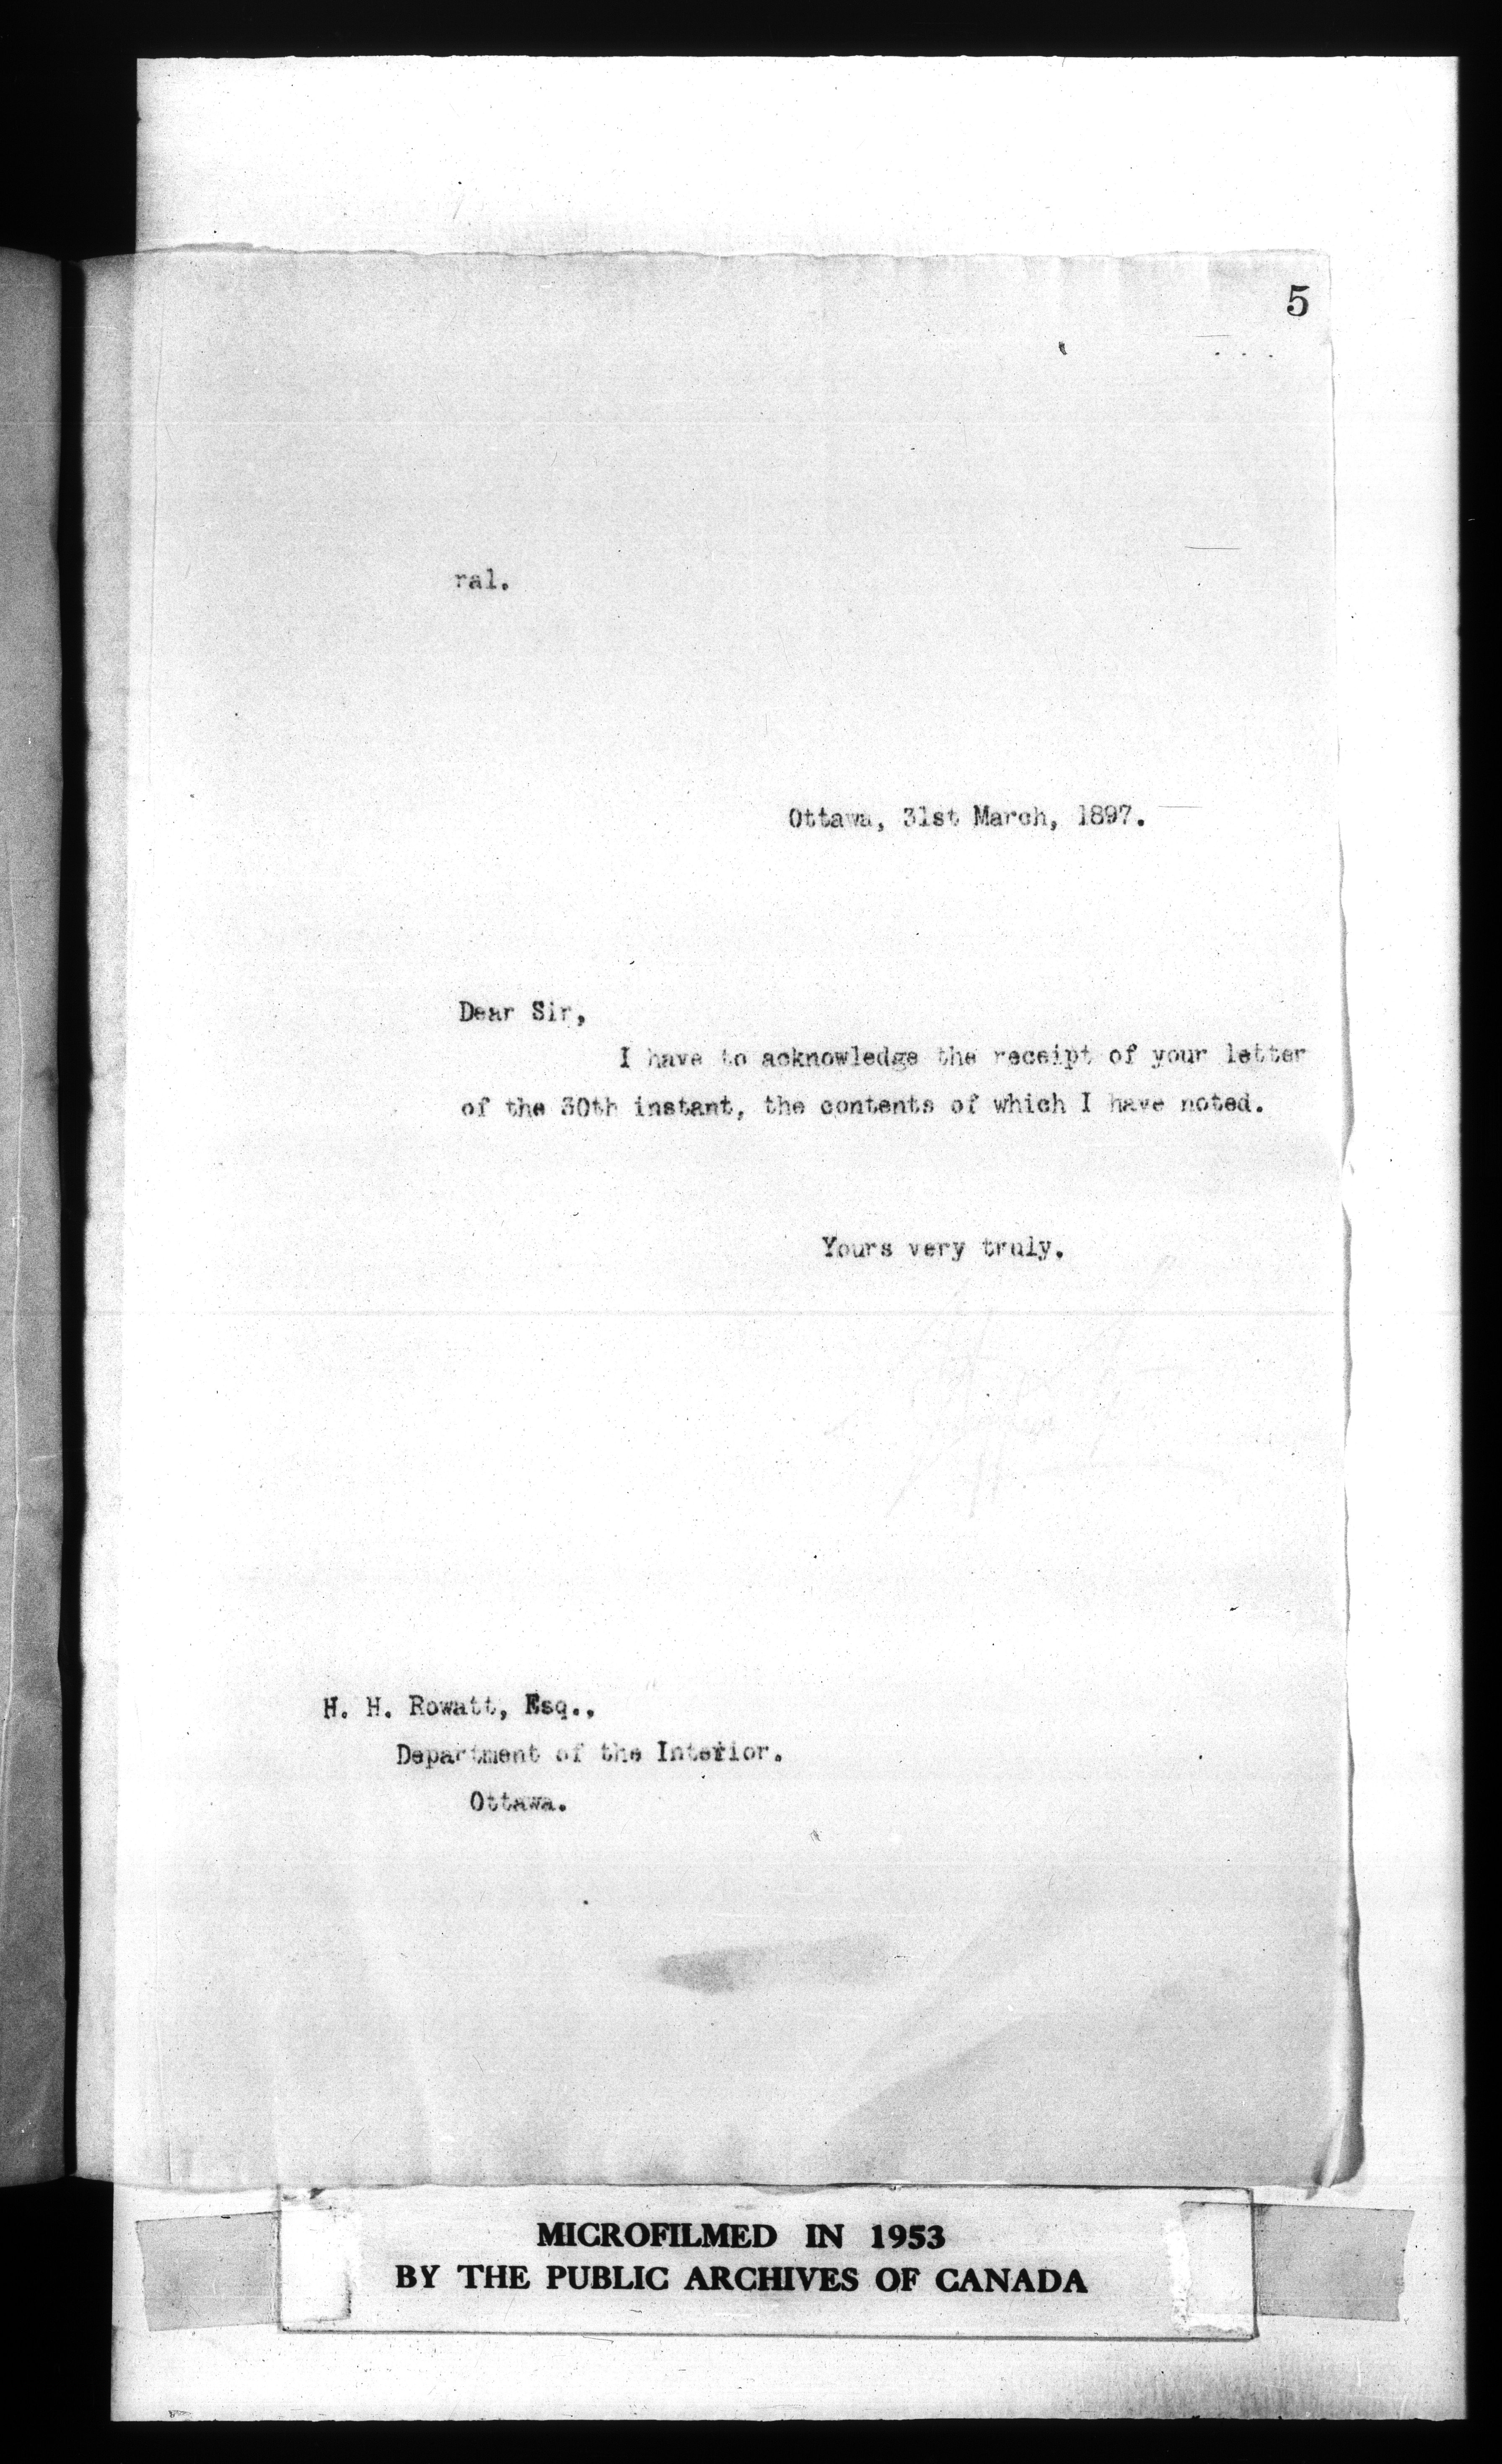 5
ral.
Ottawa, 31st March, 1897.
Dear Sir,
I have to acknowledge the receipt of your letter
of the 30th instant, the contents of which I have noted.
Yours very truly.
H. H. Rowatt, Esq.,
Department of the Interior.
Ottawa.
MICROFILMED IN 1953
BY THE PUBLIC ARCHIVES OF CANADA